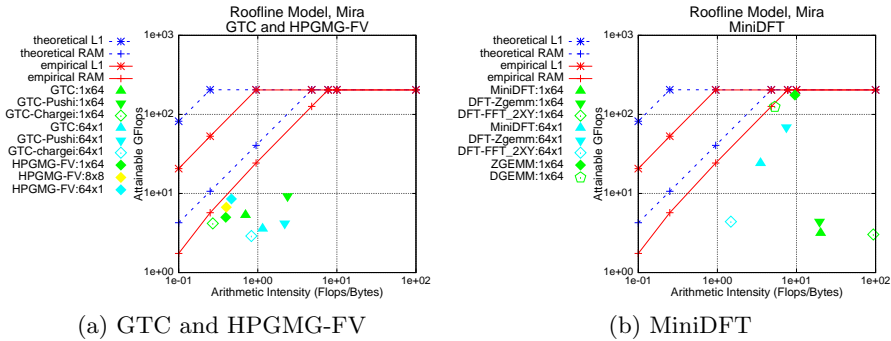 Roofline Model, Mira
GTC and HPGMG-FV
theoretical L1
theoretical RAM
empirical L1
empirical RAM
GTC:1x64
GTC-Pushi:1x64
GTC-Chargei:1x64
GTC:64x1
GTC-Pushi:64x1
GTC-chargei:64x1
HPGMG-FV:1x64
HPGMG-FV:8x8
HPGMG-FV:64x1
Attainable GFlops
1e+03
1e+02
1e+01
1e+00
1e-01
1e+00
1e+01
1e+02
Arithmetic Intensity (Flops/Bytes)
(a) GTC and HPGMG-FV
Roofline Model, Mira
MiniDFT
theoretical L1
theoretical RAM
empirical L1
empirical RAM
MiniDFT:1x64
DFT-Zgemm:1x64
DFT-FFT_2XY:1x64
MiniDFT:64x1
DFT-Zgemm:64x1
DFT-FFT_2XY:64x1
ZGEMM:1x64
DGEMM:1x64
Attainable GFlops
1e+03
1e+02
1e+01
1e+00
1e-01
1e+00
1e+01
1e+02
Arithmetic Intensity (Flops/Bytes)
(b) MiniDFT